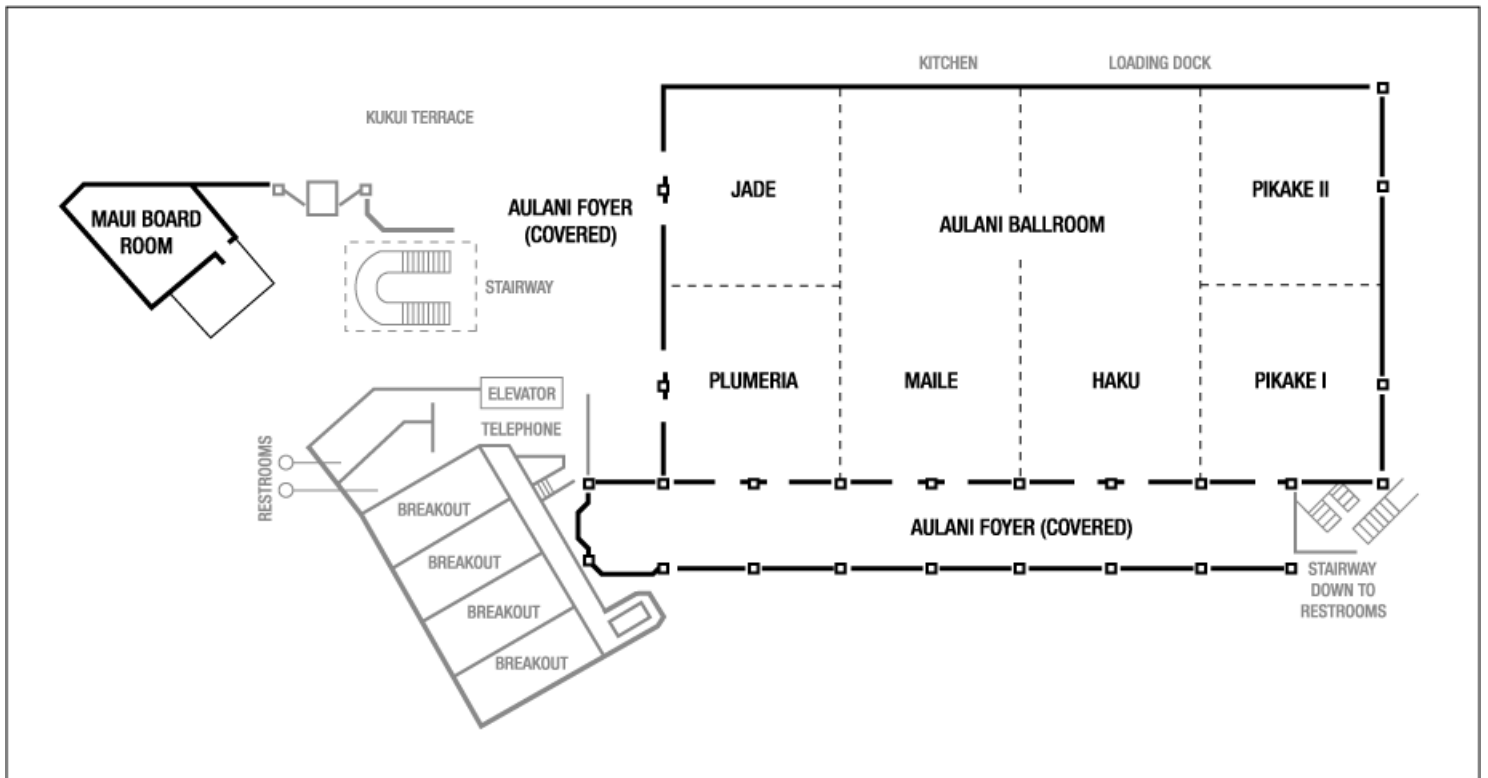 KITCHEN
LOADING DOCK
KUKUI TERRACE
MAUI BOARD
ROOM
AULANI FOYER
(COVERED)
JADE
AULANI BALLROOM
PIKAKE II
STAIRWAY
PLUMERIA
MAILE
HAKU
PIKAKE I
ELEVATOR
TELEPHONE
RESTROOMS
BREAKOUT
BREAKOUT
BREAKOUT
BREAKOUT
AULANI FOYER (COVERED)
STAIRWAY
DOWN TO
RESTROOMS